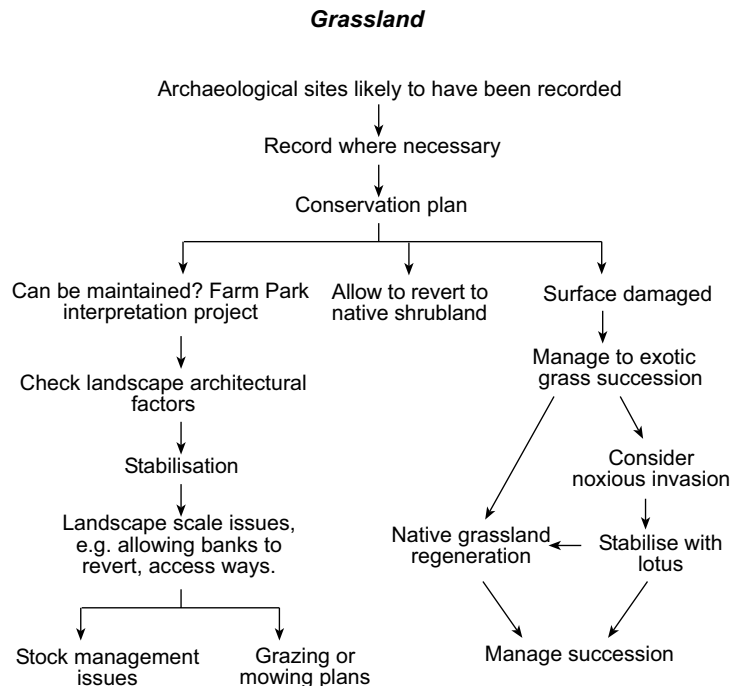 Grassland
Archaeological sites likely to have been recorded
Record where necessary
Conservation plan
Can be maintained? Farm Park
interpretation project
Allow to revert to
native shrubland
Surface damaged
Manage to exotic
grass succession
Check landscape architectural
factors
Stabilisation
Consider
noxious invasion
Landscape scale issues,
e.g. allowing banks to
revert, access ways.
Native grassland
regeneration
Stabilise with
lotus
Stock management
issues
Grazing or
mowing plans
Manage succession